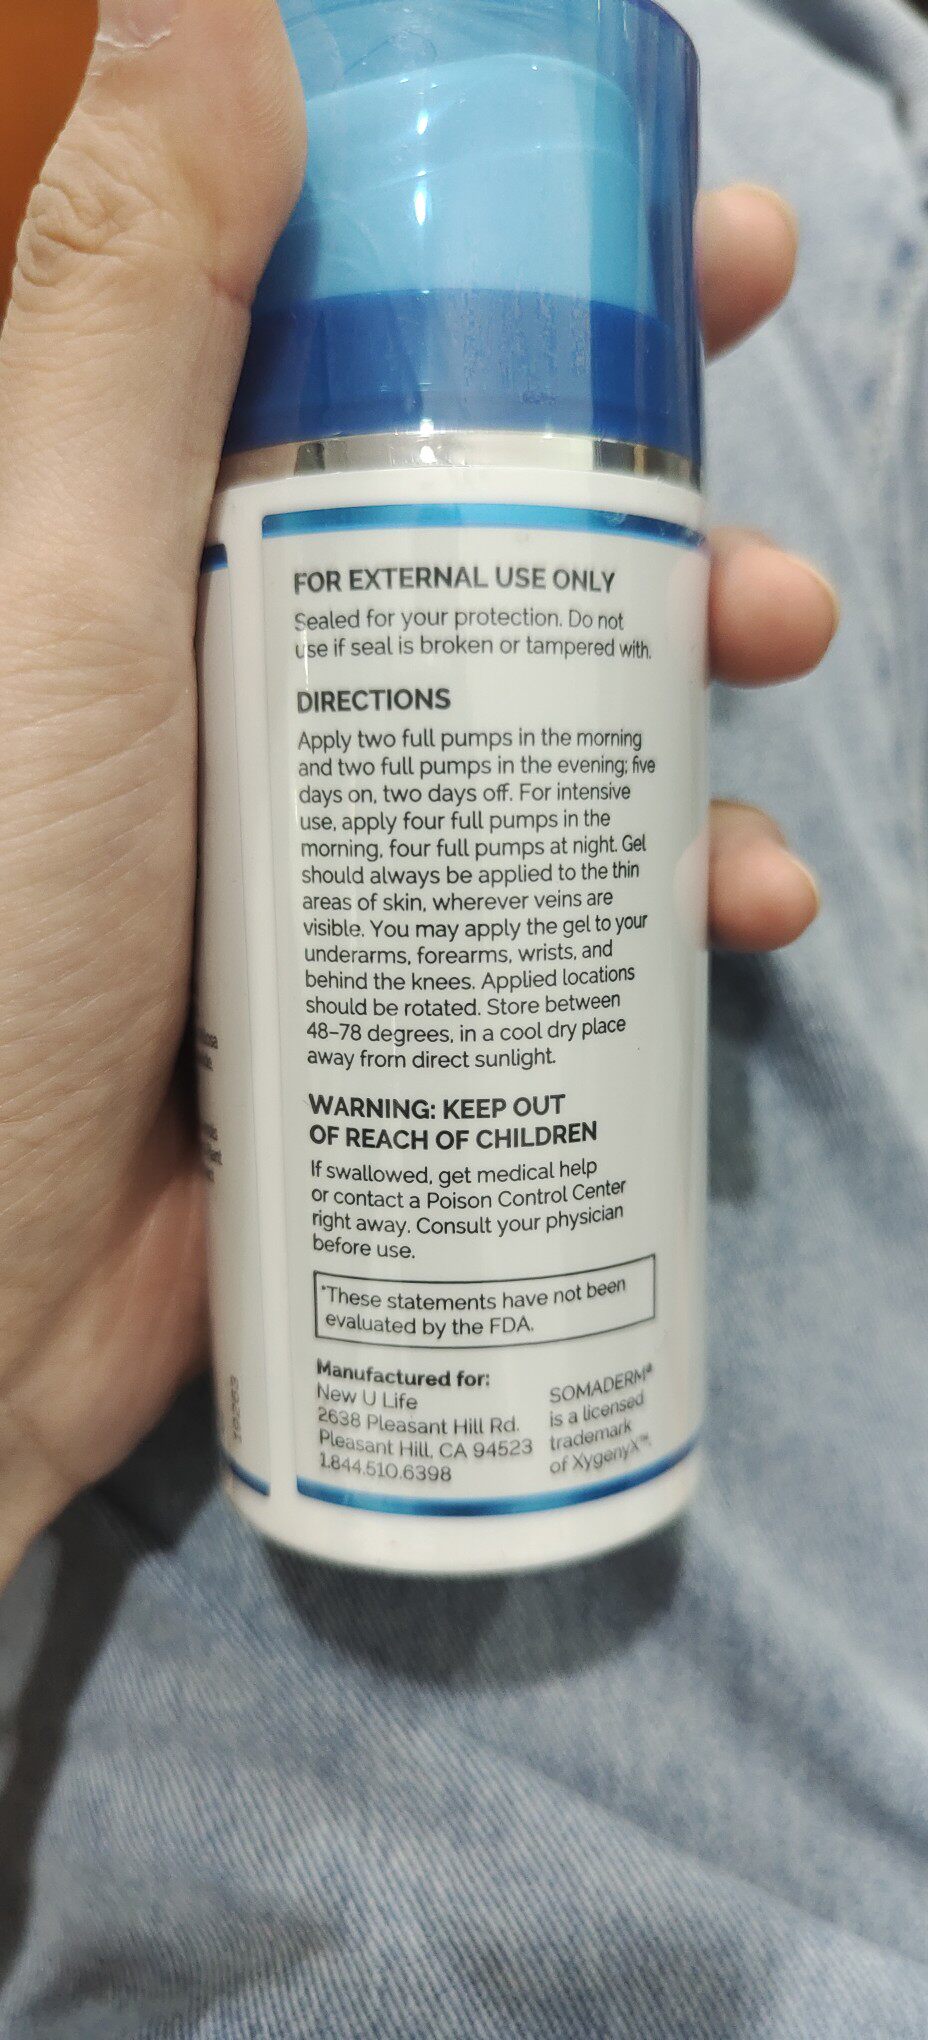 FOR EXTERNAL USE ONLY
Sealed for your protection. Do not
use if seal is broken or tampered with.
DIRECTIONS
Apply two full pumps in the morning
and two full pumps in the evening; five
days on, two days off. For intensive
use, apply four full pumps in the
morning, four full pumps at night. Gel
should always be applied to the thin
areas of skin, wherever veins are
visible. You may apply the gel to your
underarms, forearms, wrists, and
behind the knees. Applied locations
should be rotated. Store between
48–78 degrees, in a cool dry place
away from direct sunlight.
WARNING: KEEP OUT
OF REACH OF CHILDREN
If swallowed, get medical help
or contact a Poison Control Center
right away. Consult your physician
before use.
*These statements have not been
evaluated by the FDA.
Manufactured for:
New U Life
2638 Pleasant Hill Rd.
Pleasant Hill, CA 94523
1.844.510.6398
SOMADERM®
is a licensed
trademark
of XygenyX™.